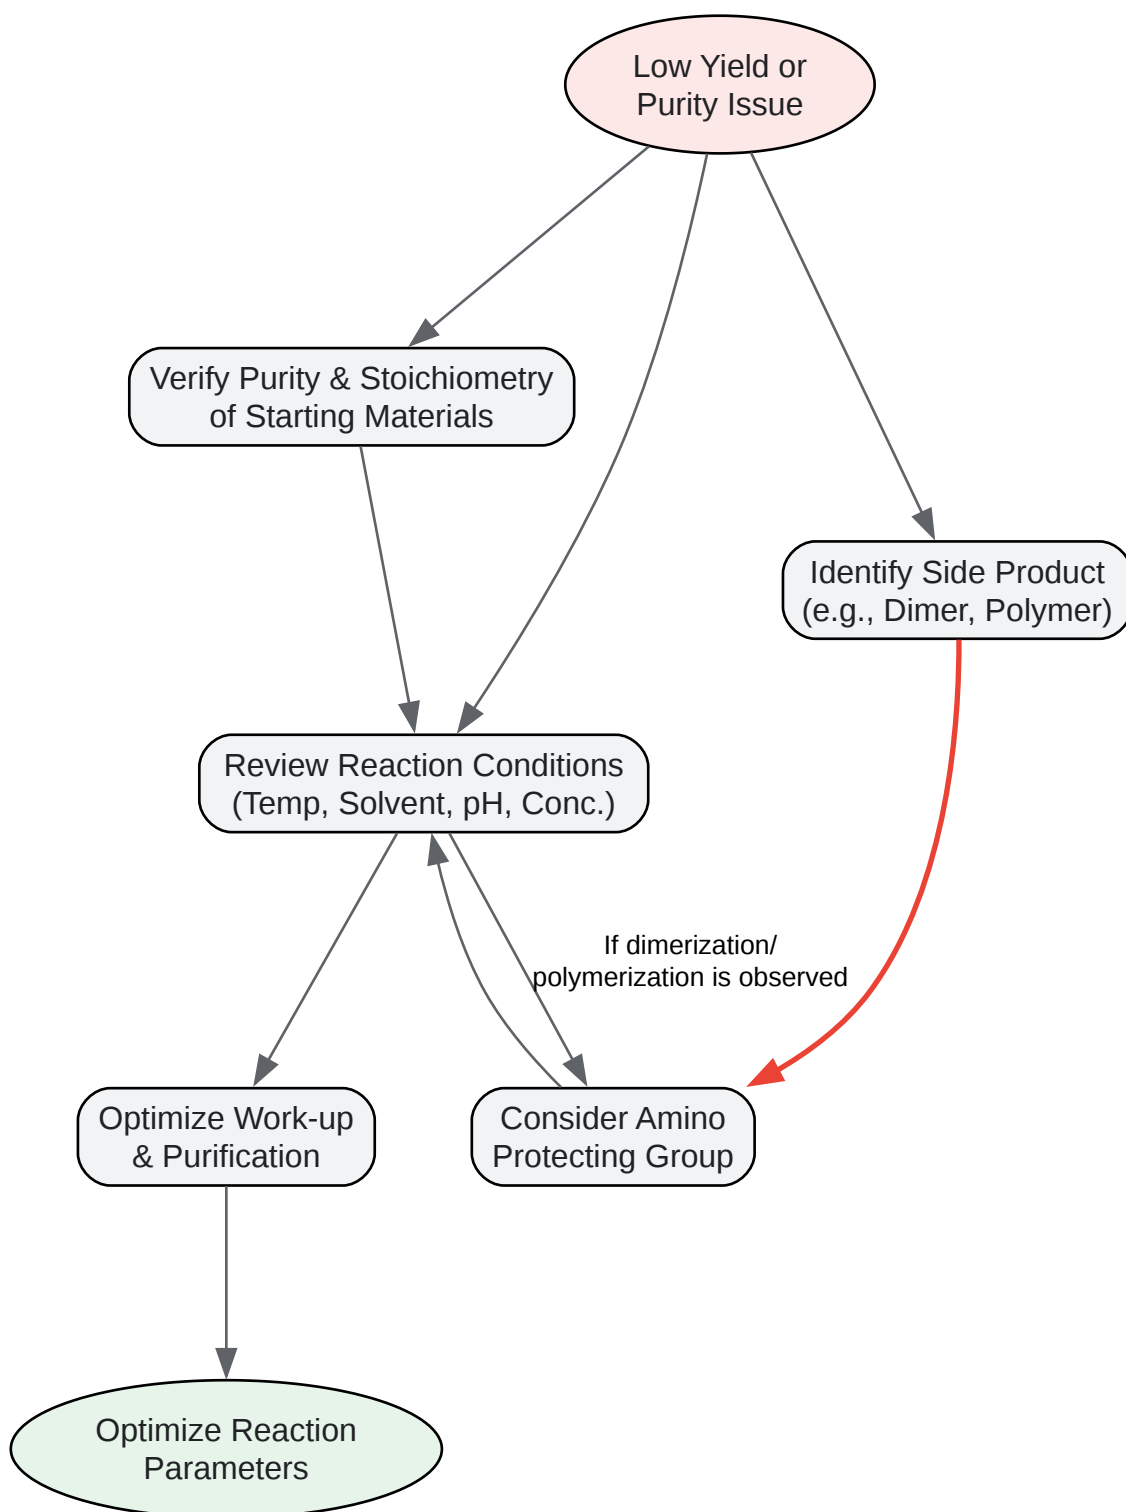 Low Yield or
Purity Issue
Verify Purity & Stoichiometry
of Starting Materials
Identify Side Product
(e.g., Dimer, Polymer)
Review Reaction Conditions
(Temp, Solvent, pH, Conc.)
If dimerization/
polymerization is observed
Optimize Work-up
& Purification
Consider Amino
Protecting Group
Optimize Reaction
Parameters